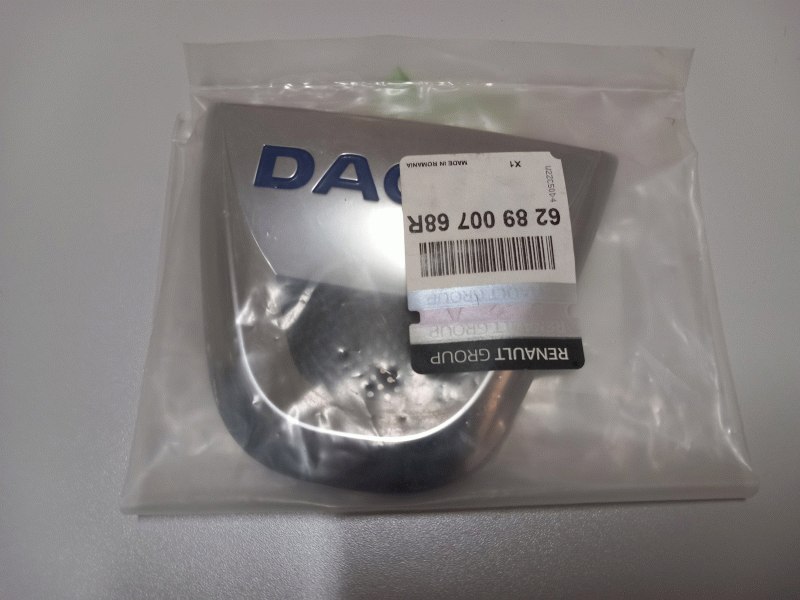 DAC
RENAULT GROUP
62 89 007 68R
X1
MADE IN ROMANIA